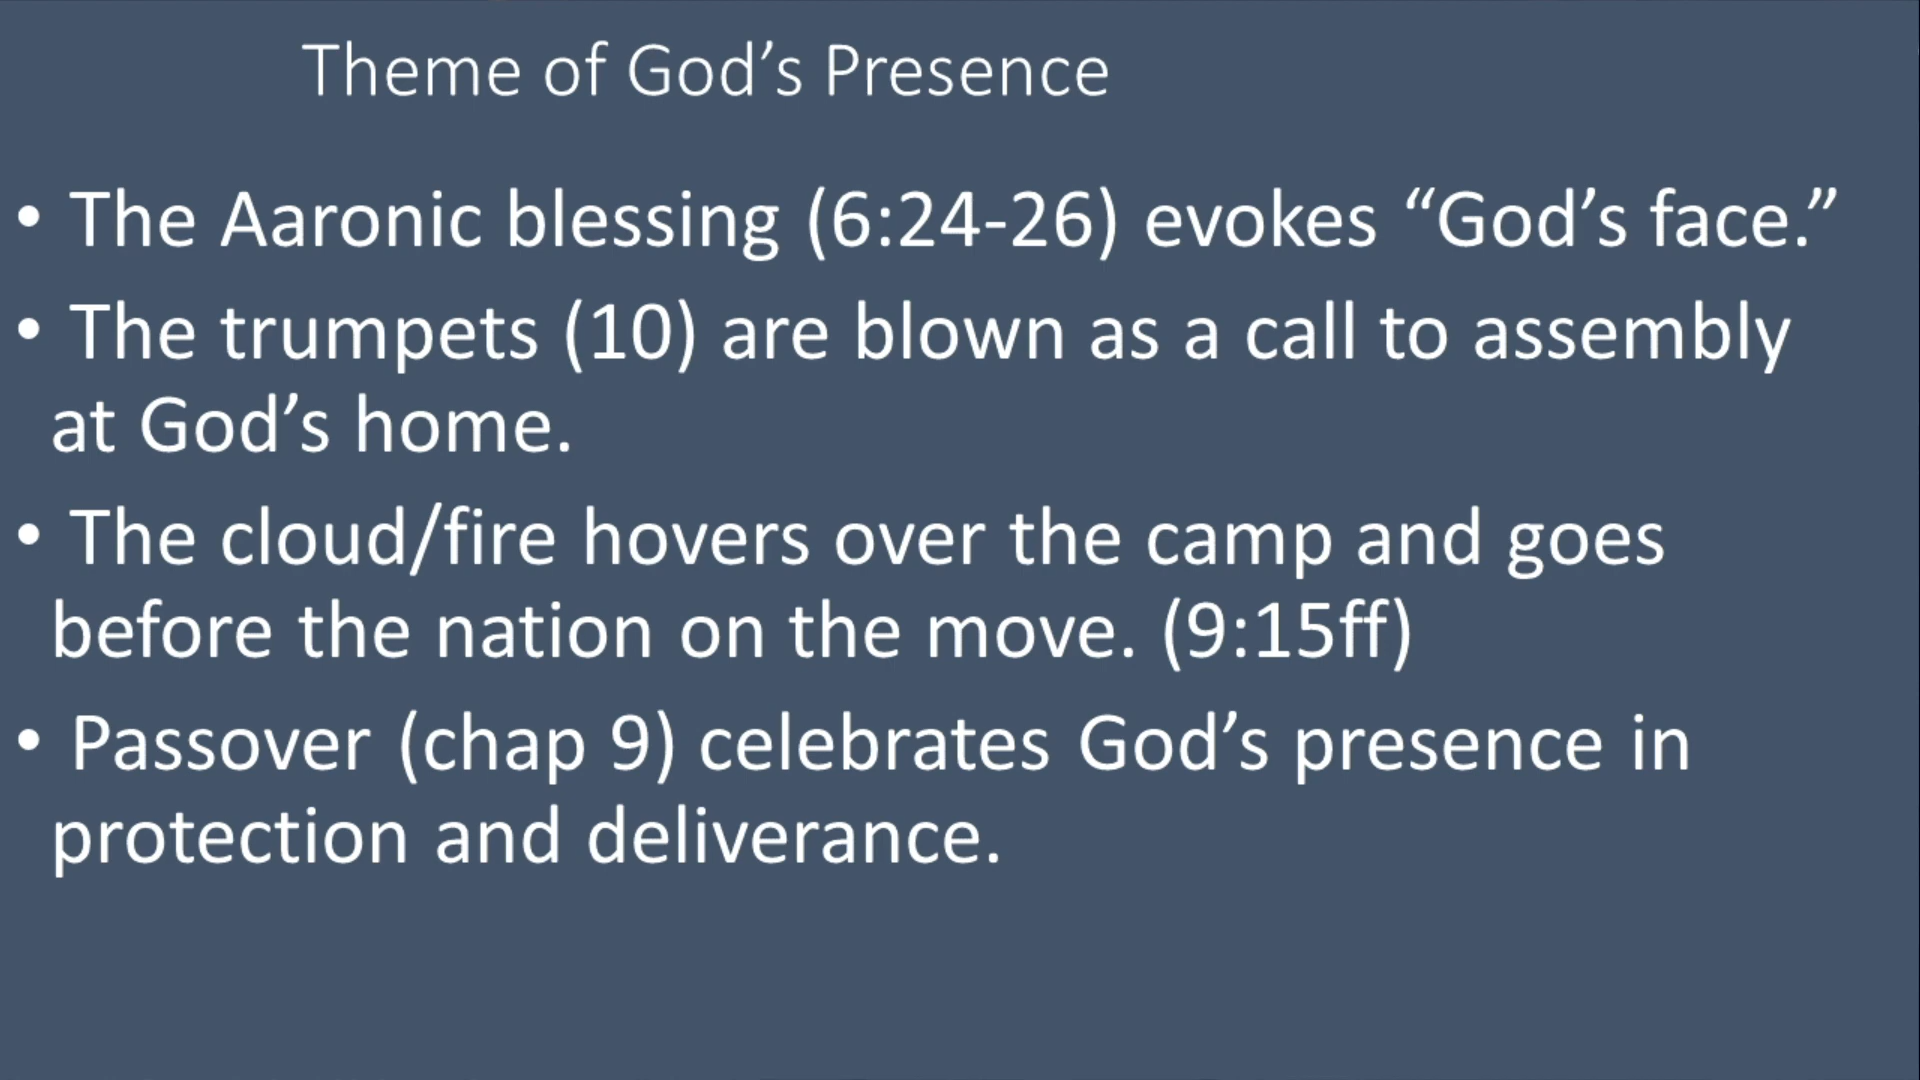 Theme of God’s Presence
• The Aaronic blessing (6:24-26) evokes “God’s face.”
• The trumpets (10) are blown as a call to assembly
at God’s home.
• The cloud/fire hovers over the camp and goes
before the nation on the move. (9:15ff)
• Passover (chap 9) celebrates God’s presence in
protection and deliverance.